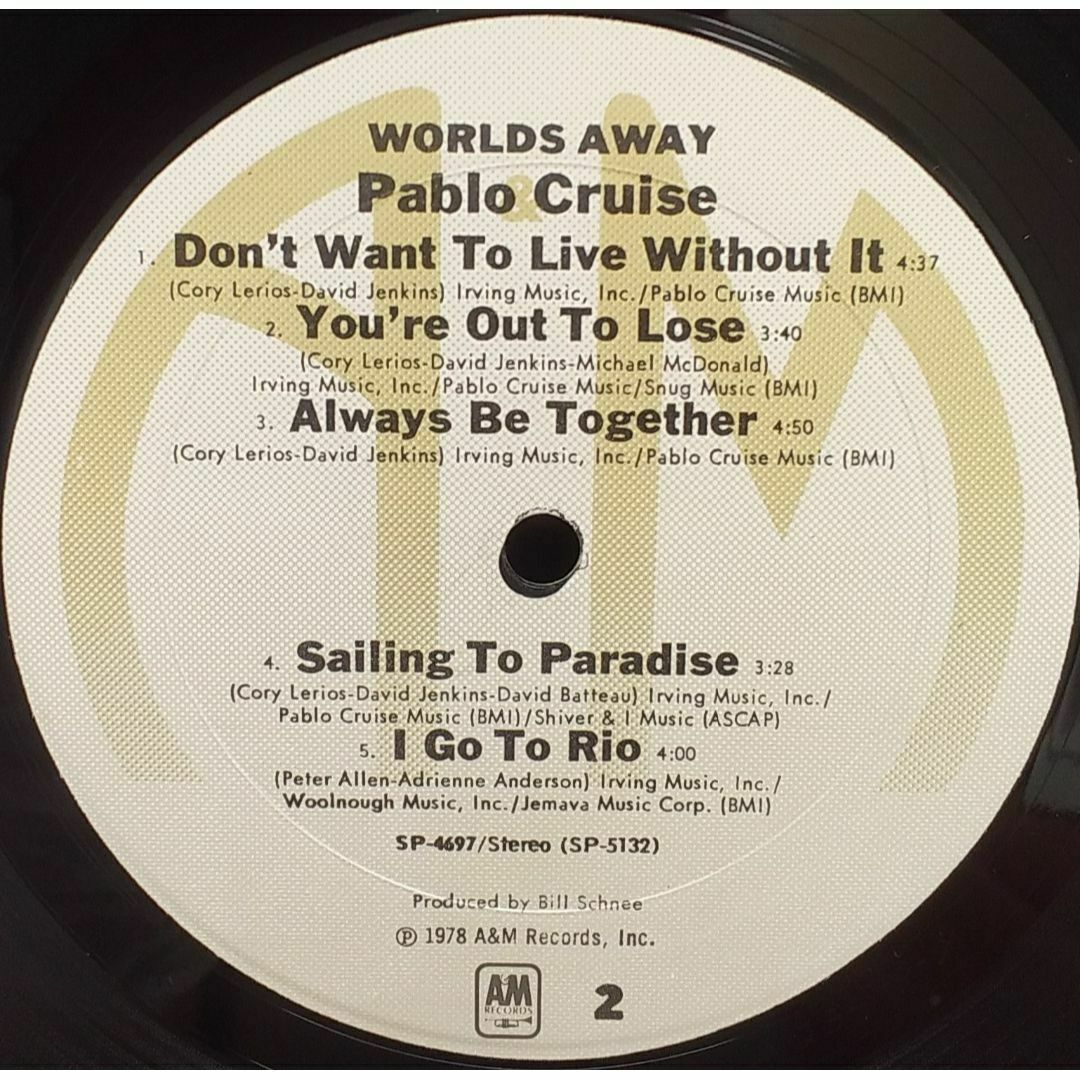 WORLDS AWAY
Pablo Cruise
1. Don't Want To Live Without It 4:37
(Cory Lerios-David Jenkins) Irving Music, Inc./Pablo Cruise Music (BMI)
2. You're Out To Lose 3:40
(Cory Lerios-David Jenkins-Michael McDonald)
Irving Music, Inc./Pablo Cruise Music/Snug Music (BMI)
3. Always Be Together 4:50
(Cory Lerios-David Jenkins) Irving Music, Inc./Pablo Cruise Music (BMI)
4. Sailing To Paradise 3:28
(Cory Lerios-David Jenkins-David Batteau) Irving Music, Inc./
Pablo Cruise Music (BMI)/Shiver & I Music (ASCAP)
5. I Go To Rio 4:00
(Peter Allen-Adrienne Anderson) Irving Music, Inc./
Woolnough Music, Inc./Jemava Music Corp. (BMI)
SP-4697/Stereo (SP-5132)
Produced by Bill Schnee
℗ 1978 A&M Records, Inc.
A&M
RECORDS
2